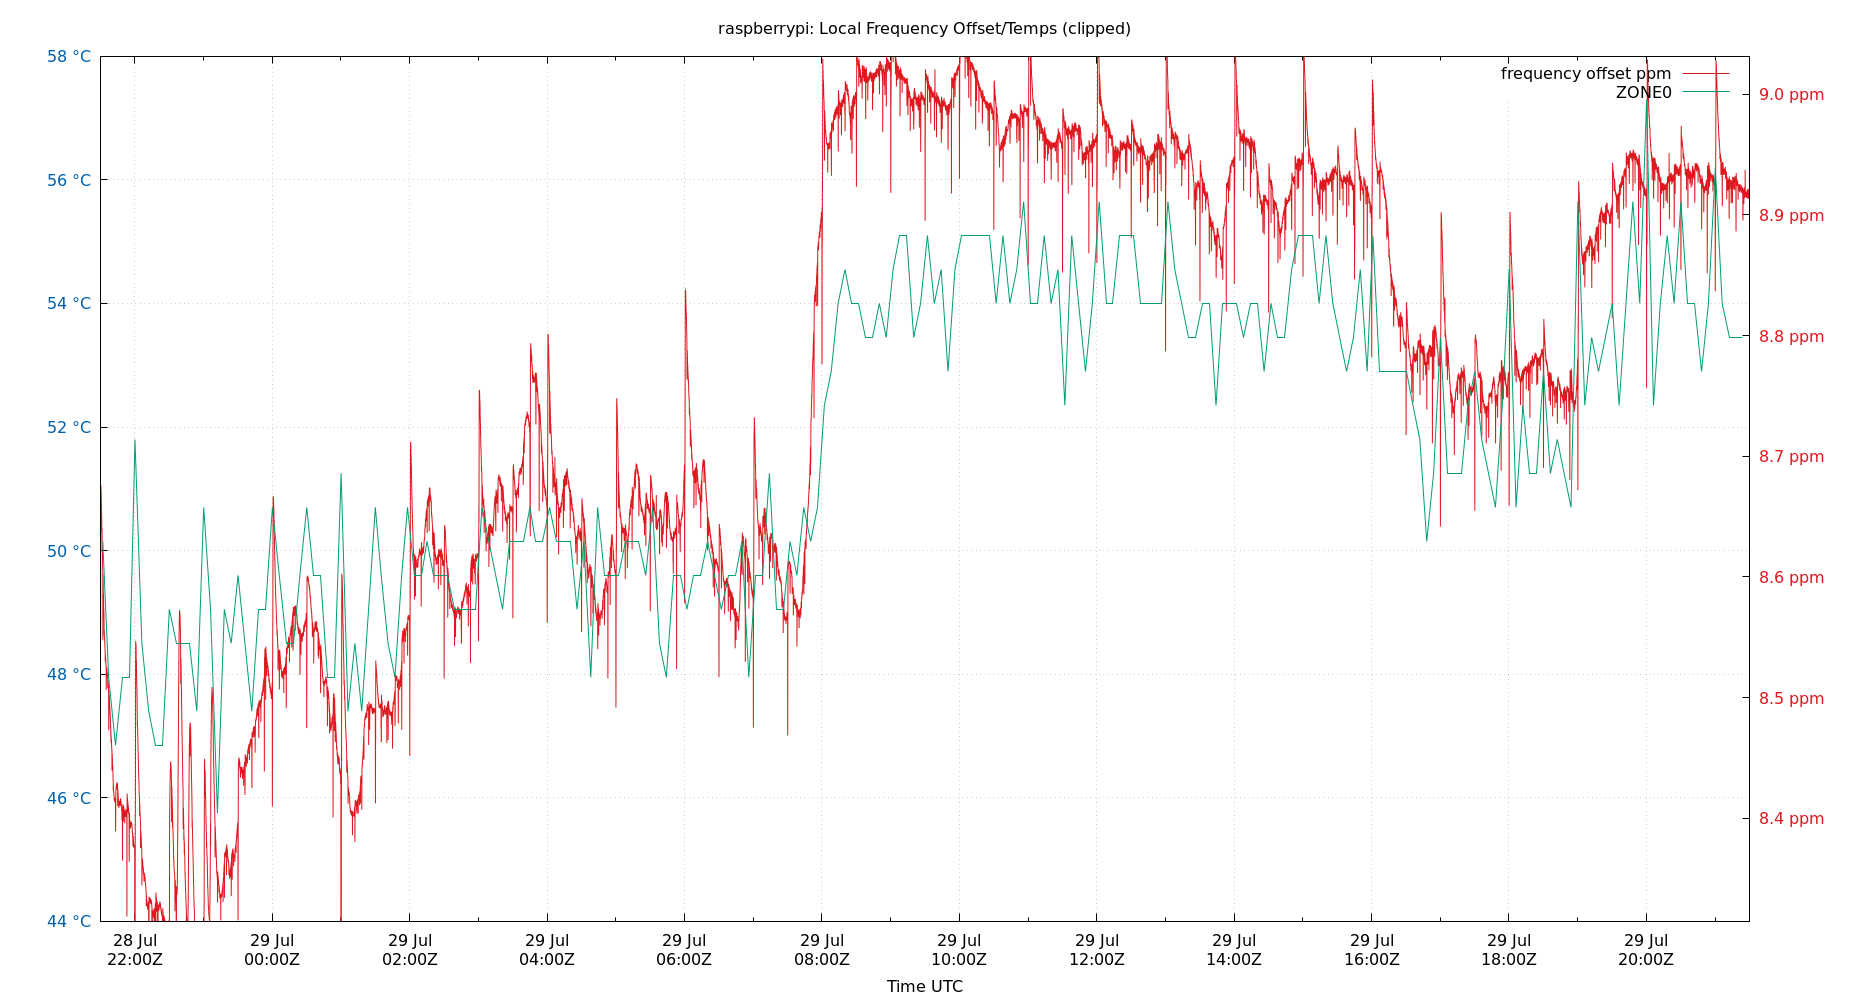 raspberrypi: Local Frequency Offset/Temps (clipped)
frequency offset ppm
ZONE0
58 °C
56 °C
54 °C
52 °C
50 °C
48 °C
46 °C
44 °C
9.0 ppm
8.9 ppm
8.8 ppm
8.7 ppm
8.6 ppm
8.5 ppm
8.4 ppm
28 Jul 29 Jul 29 Jul 29 Jul 29 Jul 29 Jul 29 Jul 29 Jul 29 Jul 29 Jul 29 Jul 29 Jul
22:00Z 00:00Z 02:00Z 04:00Z 06:00Z 08:00Z 10:00Z 12:00Z 14:00Z 16:00Z 18:00Z 20:00Z
Time UTC